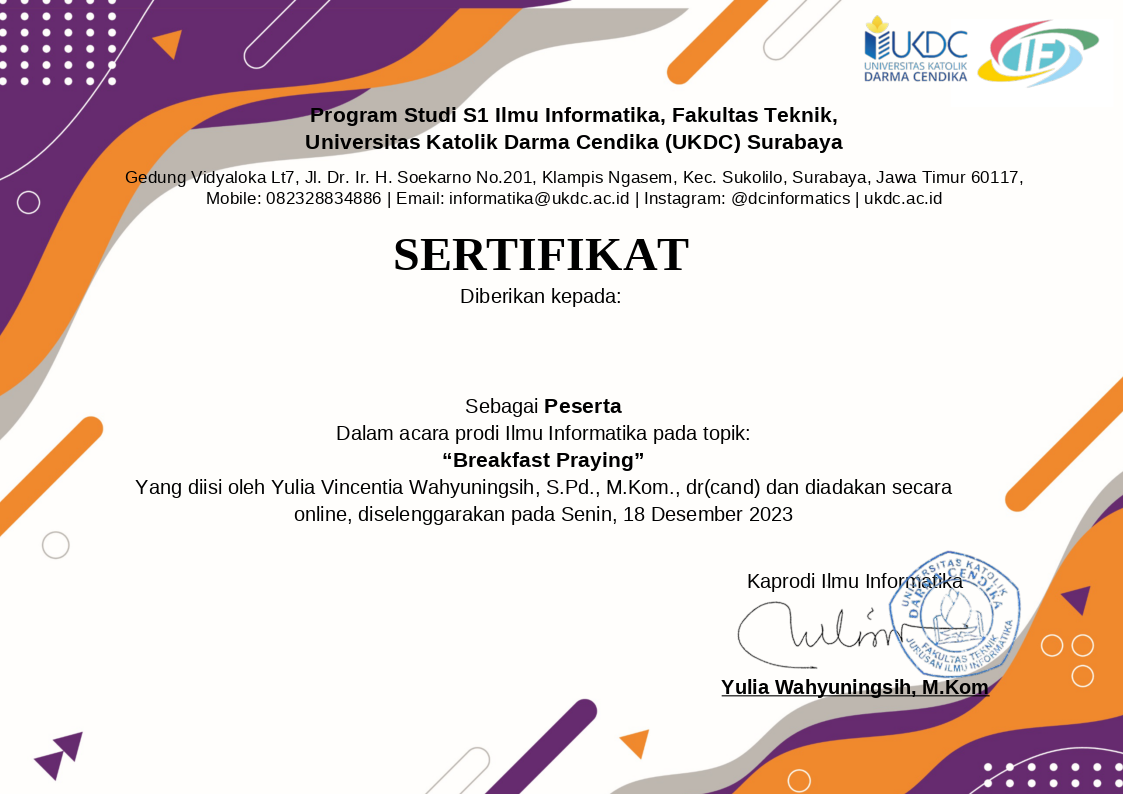 UKDC
UNIVERSITAS KATOLIK
DARMA CENDIKA
IF
Program Studi S1 Ilmu Informatika, Fakultas Teknik,
Universitas Katolik Darma Cendika (UKDC) Surabaya
Gedung Vidyaloka Lt7, Jl. Dr. Ir. H. Soekarno No.201, Klampis Ngasem, Kec. Sukolilo, Surabaya, Jawa Timur 60117,
Mobile: 082328834886 | Email: informatika@ukdc.ac.id | Instagram: @dcinformatics | ukdc.ac.id
SERTIFIKAT
Diberikan kepada:
Sebagai Peserta
Dalam acara prodi Ilmu Informatika pada topik:
“Breakfast Praying”
Yang diisi oleh Yulia Vincentia Wahyuningsih, S.Pd., M.Kom., dr(cand) dan diadakan secara
online, diselenggarakan pada Senin, 18 Desember 2023
Kaprodi Ilmu Informatika
UNIVERSITAS KATOLIK
DARMA CENDIKA
FAKULTAS TEKNIK
JURUSAN ILMU INFORMATIKA
Yulia Wahyuningsih, M.Kom